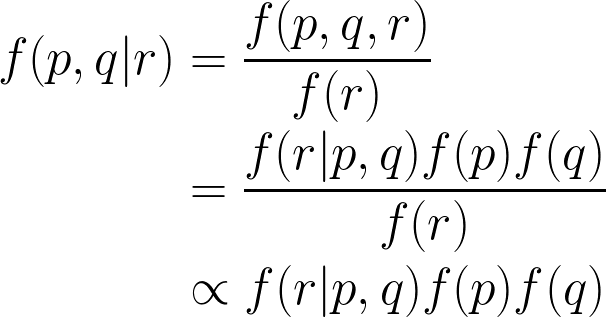 f(p, q|r) = f(p, q, r) / f(r)
= f(r|p, q)f(p)f(q) / f(r)
∝ f(r|p, q)f(p)f(q)